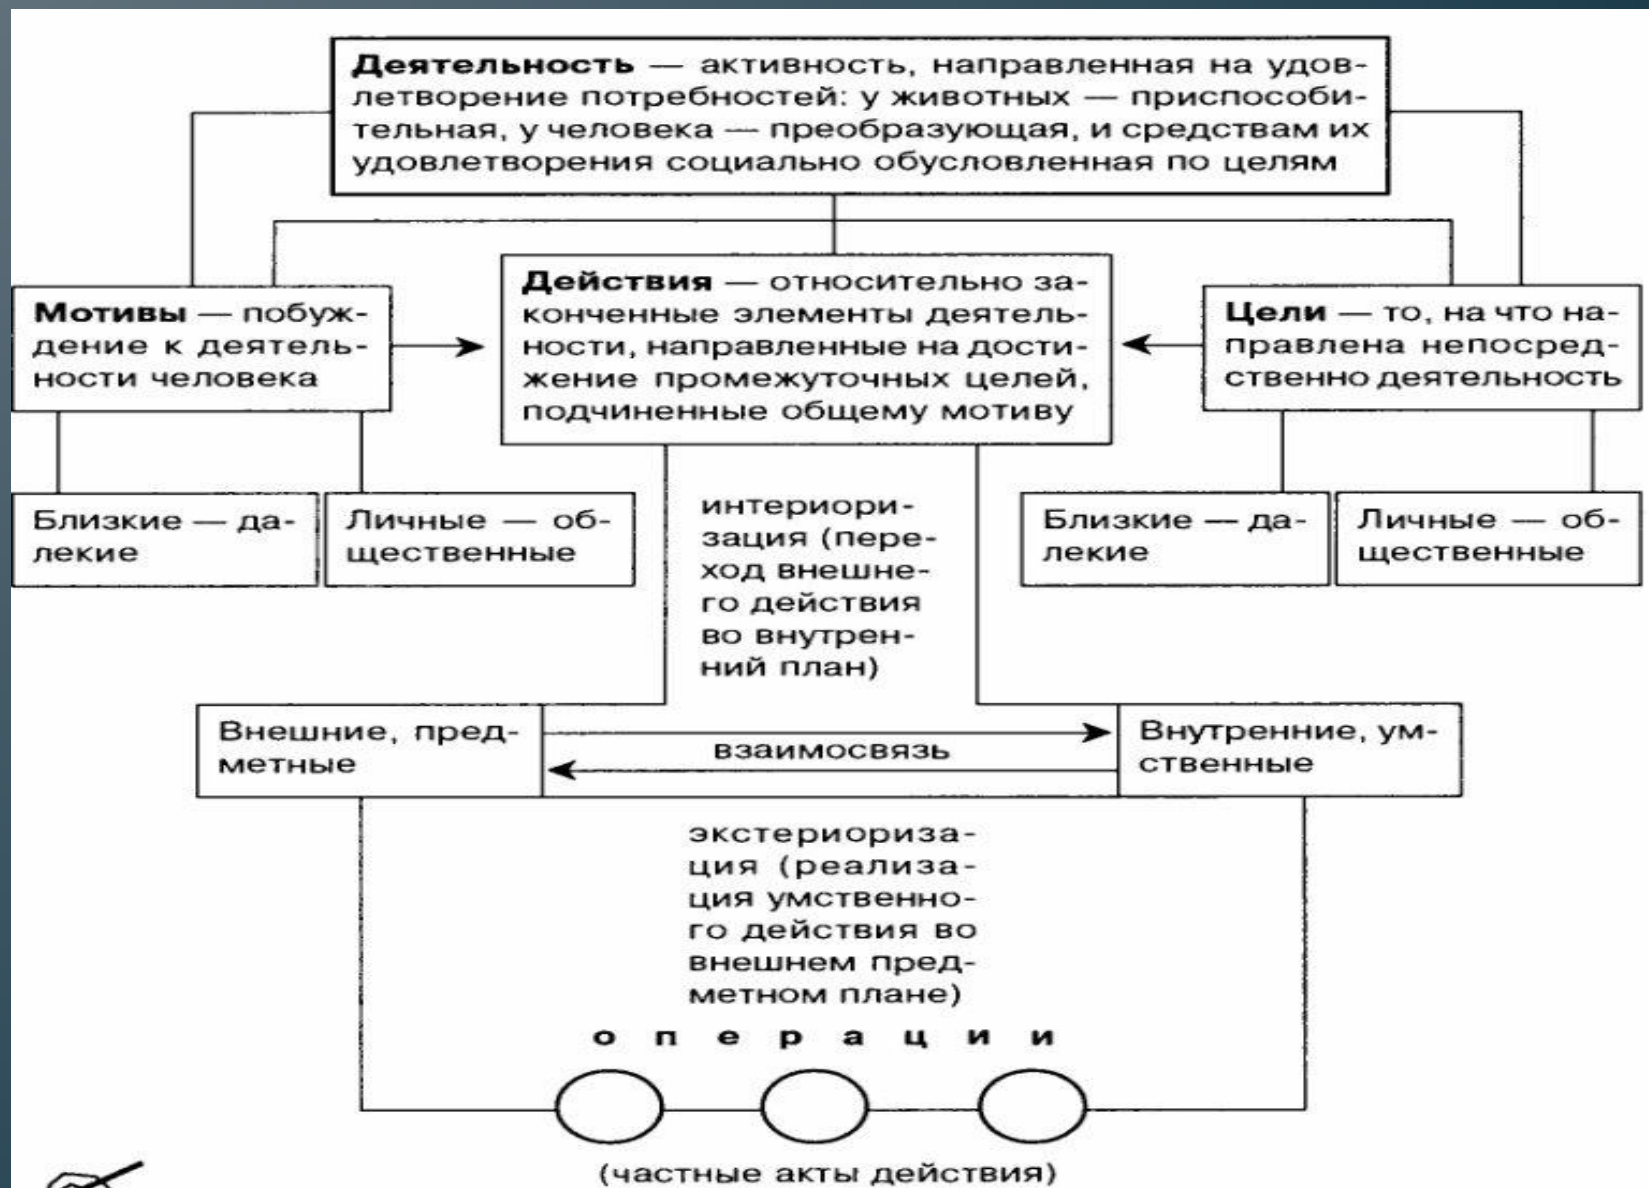 Деятельность — активность, направленная на удов-
летворение потребностей: у животных — приспособи-
тельная, у человека — преобразующая, и средствам их
удовлетворения социально обусловленная по целям
Мотивы — побуж-
дение к деятель-
ности человека
Действия — относительно за-
конченные элементы деятель-
ности, направленные на дости-
жение промежуточных целей,
подчиненные общему мотиву
Цели — то, на что на-
правлена непосред-
ственно деятельность
Близкие — да-
лекие
Личные — об-
щественные
интериори-
зация (пере-
ход внешне-
го действия
во внутрен-
ний план)
Близкие — да-
лекие
Личные — об-
щественные
Внешние, пред-
метные
взаимосвязь
Внутренние, ум-
ственные
экстериориза-
ция (реализа-
ция умственно-
го действия во
внешнем пред-
метном плане)
о п е р а ц и и
(частные акты действия)